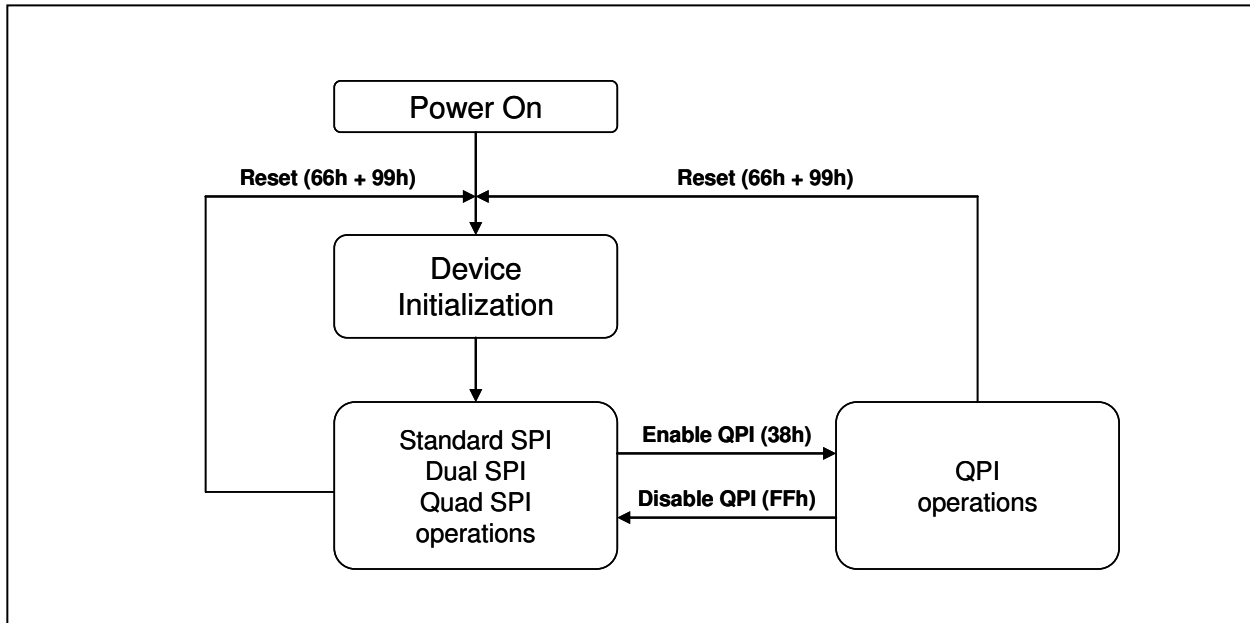 Power On
Reset (66h + 99h)
Reset (66h + 99h)
Device
Initialization
Standard SPI
Dual SPI
Quad SPI
operations
Enable QPI (38h)
Disable QPI (FFh)
QPI
operations